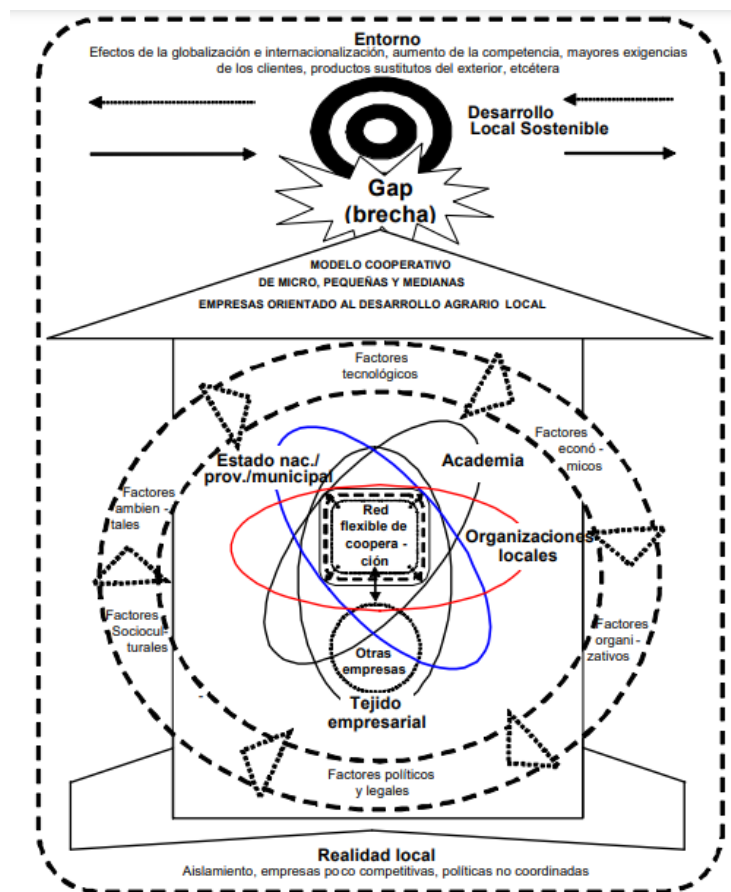 Entorno
Efectos de la globalización e internacionalización, aumento de la competencia, mayores exigencias
de los clientes, productos sustitutos del exterior, etcétera
Desarrollo
Local Sostenible
Gap
(brecha)
MODELO COOPERATIVO
DE MICRO, PEQUEÑAS Y MEDIANAS
EMPRESAS ORIENTADO AL DESARROLLO AGRARIO LOCAL
Factores
tecnológicos
Factores
econó -
micos
Estado nac./
prov./municipal
Academia
Factores
ambien -
tales
Red
flexible de
coopera -
ción
Organizaciones
locales
Factores
Sociocul-
turales
Factores
organi -
zativos
Otras
empresas
Tejido
empresarial
Factores políticos
y legales
Realidad local
Aislamiento, empresas poco competitivas, políticas no coordinadas